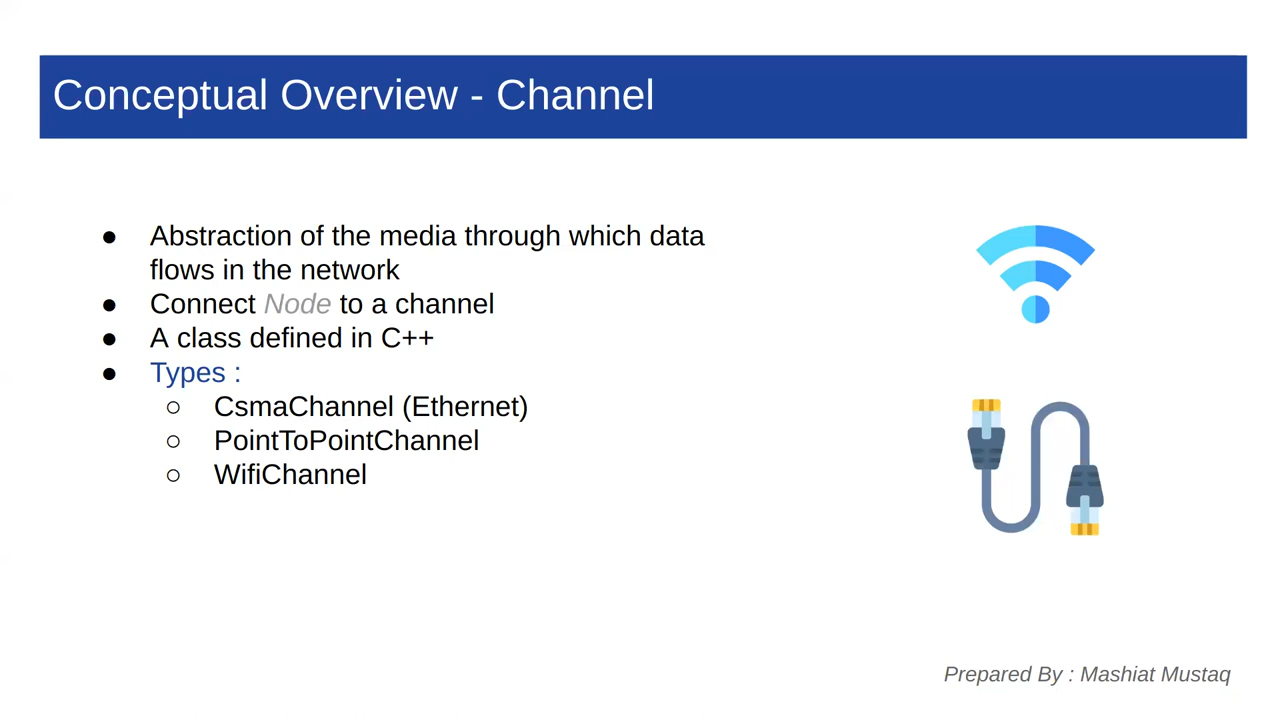 Conceptual Overview - Channel
● Abstraction of the media through which data
flows in the network
● Connect Node to a channel
● A class defined in C++
● Types :
○ CsmaChannel (Ethernet)
○ PointToPointChannel
○ WifiChannel
Prepared By : Mashiat Mustaq